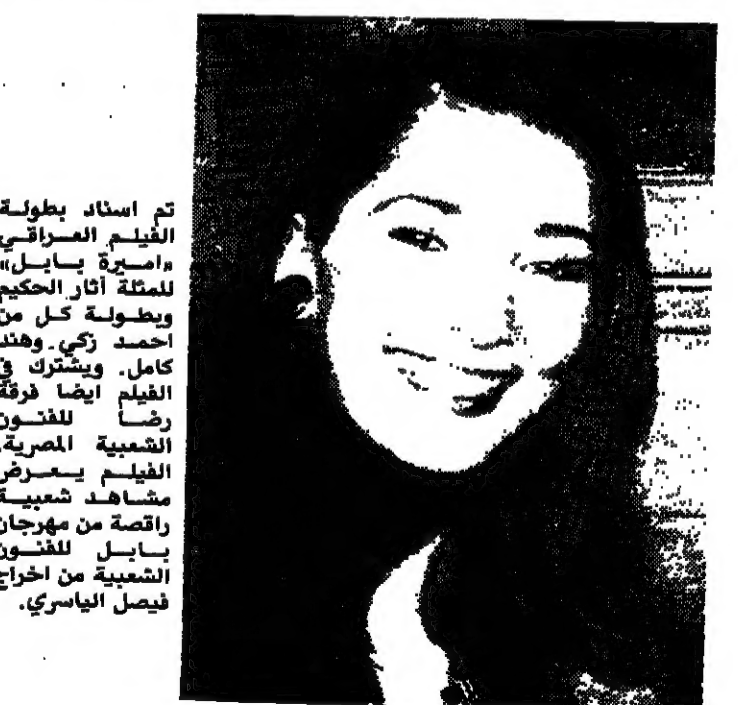 تم اسناد بطولة
الفيلم العراقي
«اميرة بابل»
للمثلة أثار الحكيم
وبطولة كل من
احمد زكي وهند
كامل. ويشترك في
الفيلم ايضا فرقة
رضا للفنون
الشعبية المصرية.
الفيلم يعرض
مشاهد شعبية
راقصة من مهرجان
بابل للفنون
الشعبية من اخراج
فيصل الياسري.